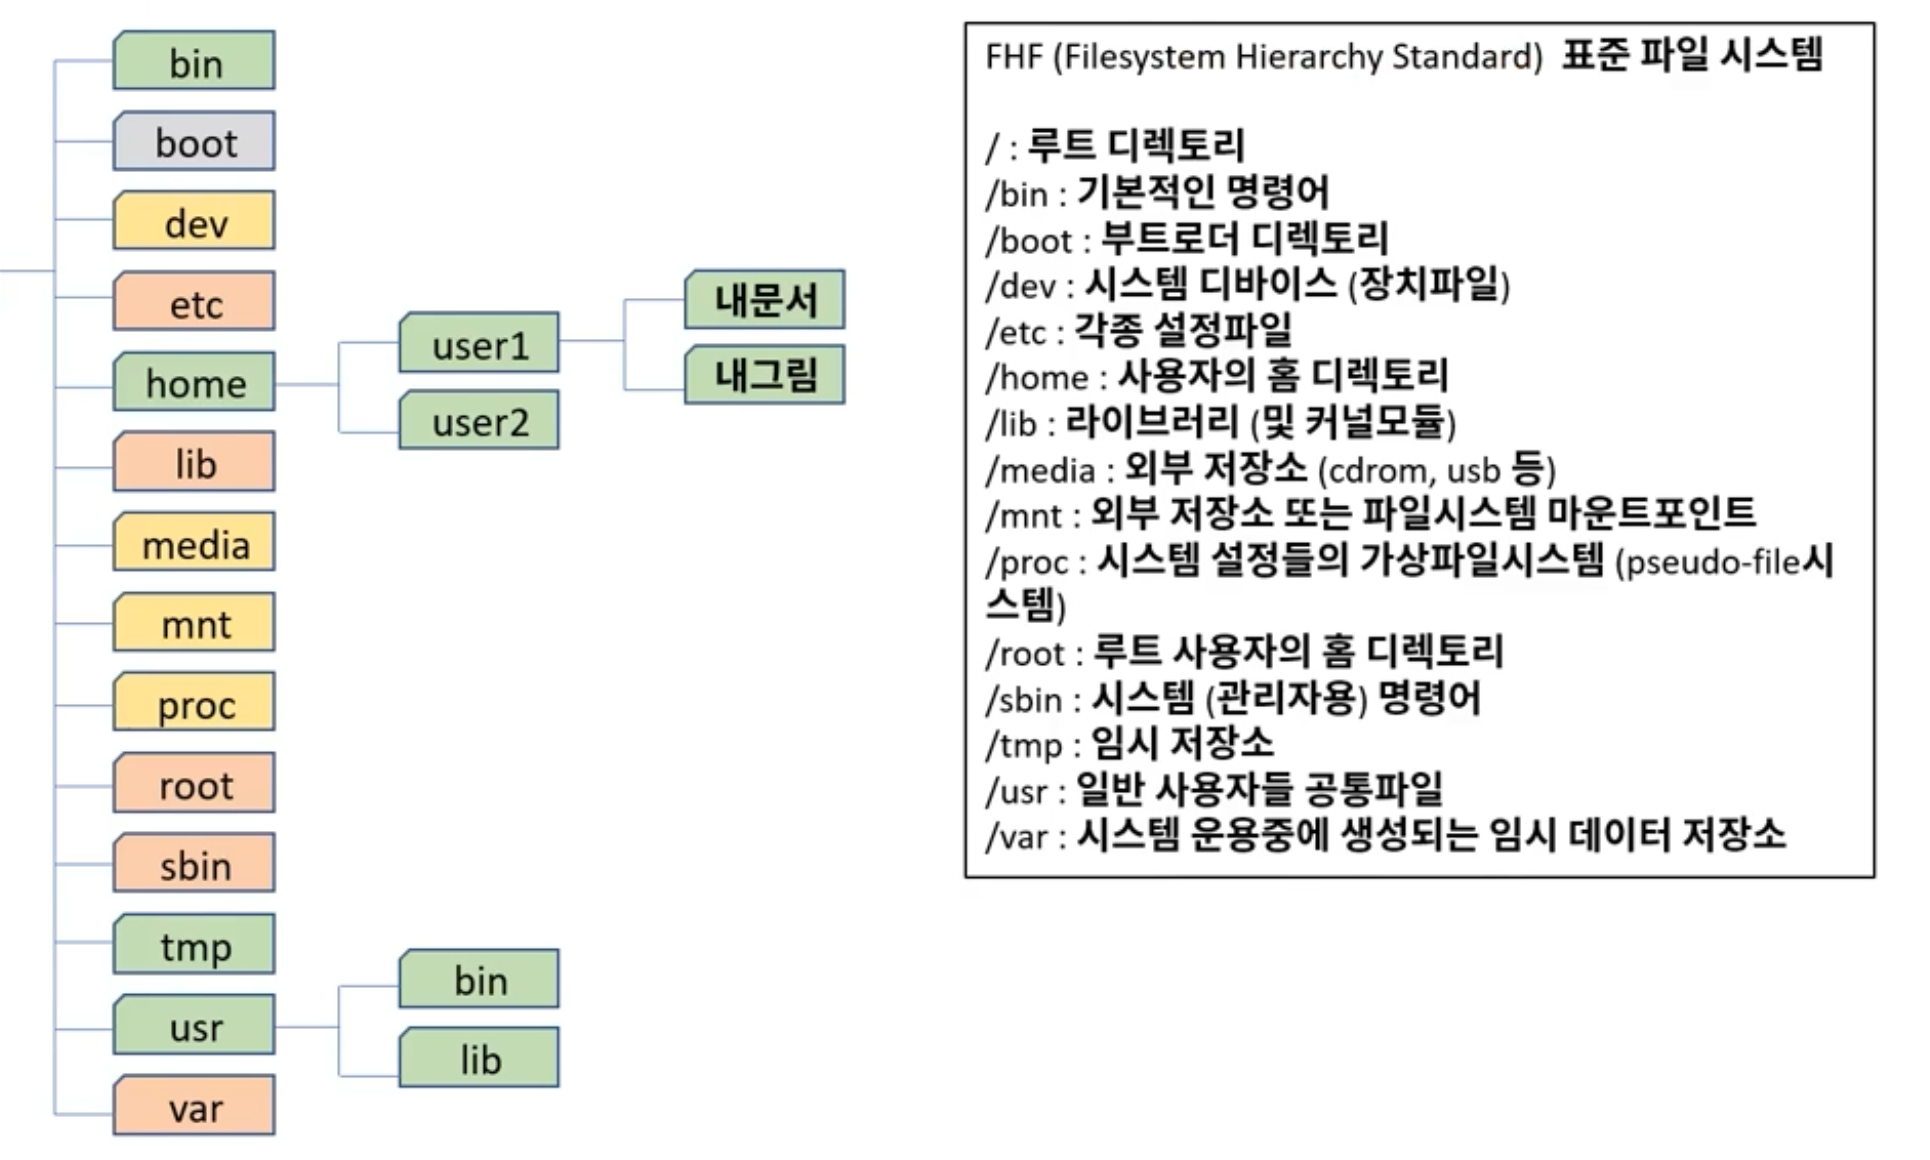 bin
boot
dev
etc
home
lib
media
mnt
proc
root
sbin
tmp
usr
var
user1
user2
내문서
내그림
bin
lib
FHF (Filesystem Hierarchy Standard) 표준 파일 시스템
/ : 루트 디렉토리
/bin : 기본적인 명령어
/boot : 부트로더 디렉토리
/dev : 시스템 디바이스 (장치파일)
/etc : 각종 설정파일
/home : 사용자의 홈 디렉토리
/lib : 라이브러리 (및 커널모듈)
/media : 외부 저장소 (cdrom, usb 등)
/mnt : 외부 저장소 또는 파일시스템 마운트포인트
/proc : 시스템 설정들의 가상파일시스템 (pseudo-file시
스템)
/root : 루트 사용자의 홈 디렉토리
/sbin : 시스템 (관리자용) 명령어
/tmp : 임시 저장소
/usr : 일반 사용자들 공통파일
/var : 시스템 운용중에 생성되는 임시 데이터 저장소